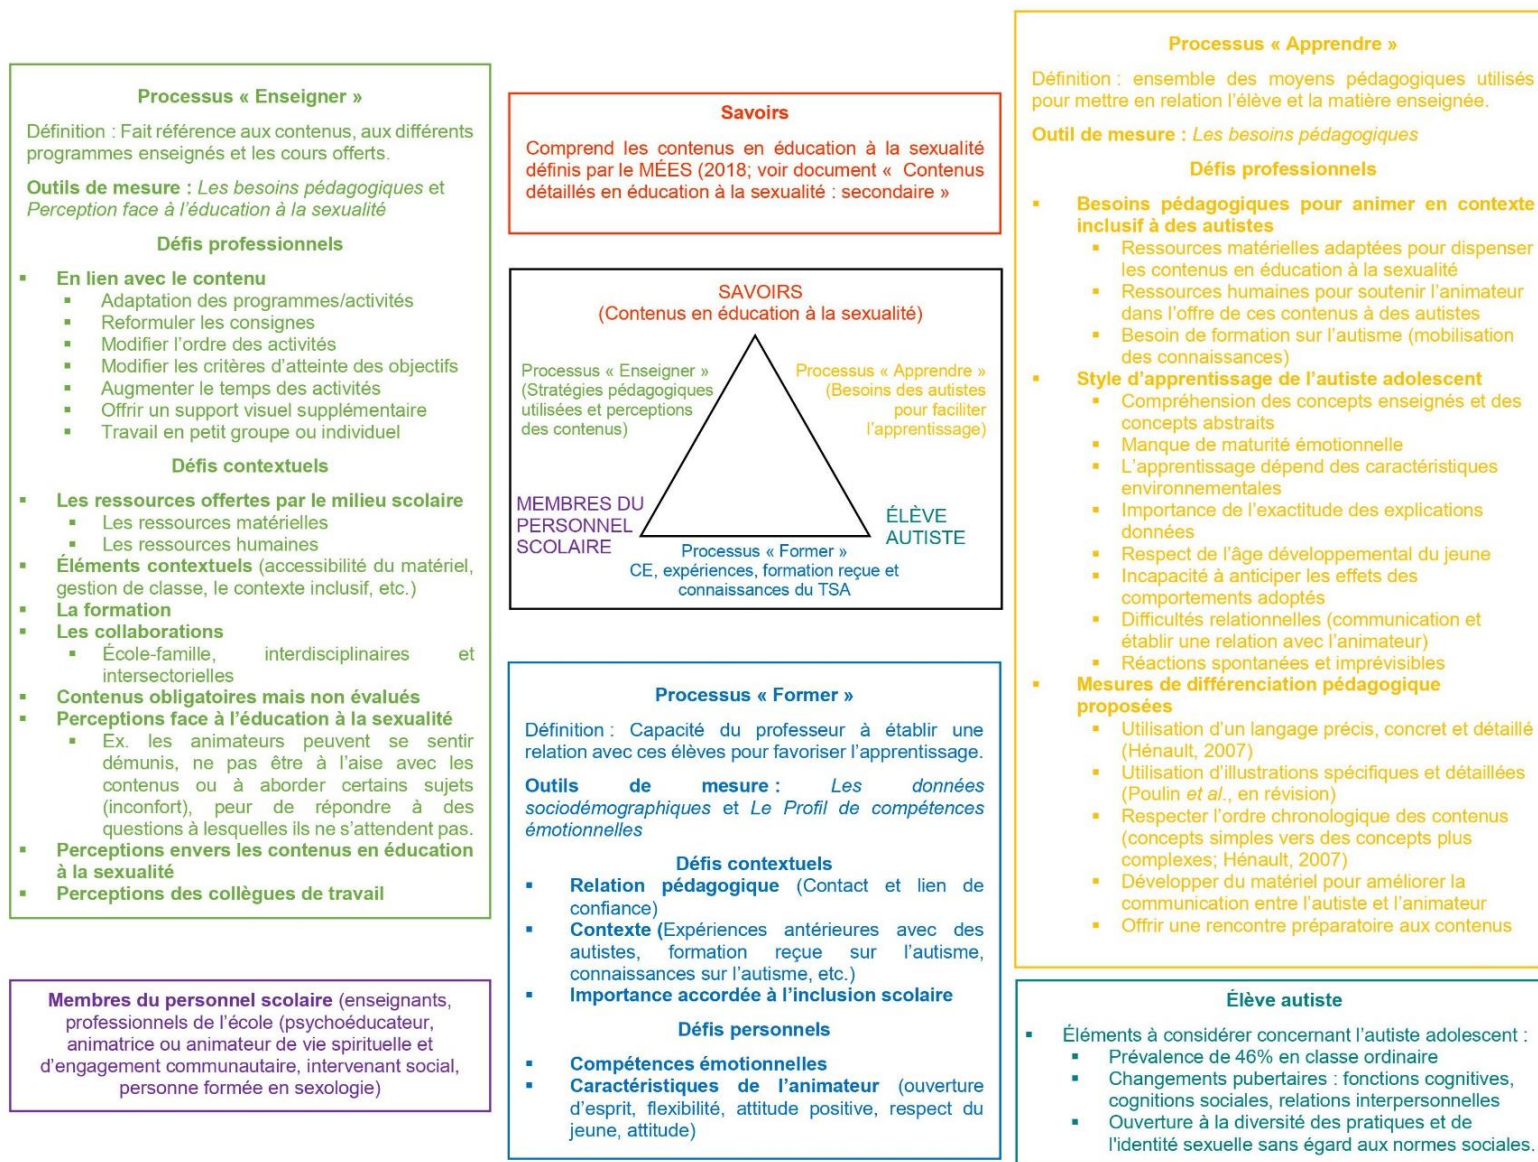 Processus « Enseigner »
Définition : Fait référence aux contenus, aux différents
programmes enseignés et les cours offerts.
Outils de mesure : Les besoins pédagogiques et
Perception face à l'éducation à la sexualité
Défis professionnels
▪ En lien avec le contenu
▪ Adaptation des programmes/activités
▪ Reformuler les consignes
▪ Modifier l'ordre des activités
▪ Modifier les critères d'atteinte des objectifs
▪ Augmenter le temps des activités
▪ Offrir un support visuel supplémentaire
▪ Travail en petit groupe ou individuel
Défis contextuels
▪ Les ressources offertes par le milieu scolaire
▪ Les ressources matérielles
▪ Les ressources humaines
▪ Éléments contextuels (accessibilité du matériel,
gestion de classe, le contexte inclusif, etc.)
▪ La formation
▪ Les collaborations
▪ École-famille, interdisciplinaires et
intersectorielles
▪ Contenus obligatoires mais non évalués
▪ Perceptions face à l'éducation à la sexualité
▪ Ex. les animateurs peuvent se sentir
démunis, ne pas être à l'aise avec les
contenus ou à aborder certains sujets
(inconfort), peur de répondre à des
questions à lesquelles ils ne s'attendent pas.
▪ Perceptions envers les contenus en éducation
à la sexualité
▪ Perceptions des collègues de travail
Membres du personnel scolaire (enseignants,
professionnels de l'école (psychoéducateur,
animatrice ou animateur de vie spirituelle et
d'engagement communautaire, intervenant social,
personne formée en sexologie)
Savoirs
Comprend les contenus en éducation à la sexualité
définis par le MÉES (2018; voir document « Contenus
détaillés en éducation à la sexualité : secondaire »
SAVOIRS
(Contenus en éducation à la sexualité)
Processus « Enseigner »
(Stratégies pédagogiques
utilisées et perceptions
des contenus)
Processus « Apprendre »
(Besoins des autistes
pour faciliter
l'apprentissage)
MEMBRES DU
PERSONNEL
SCOLAIRE
ÉLÈVE
AUTISTE
Processus « Former »
CE, expériences, formation reçue et
connaissances du TSA
Processus « Former »
Définition : Capacité du professeur à établir une
relation avec ces élèves pour favoriser l'apprentissage.
Outils de mesure : Les données
sociodémographiques et Le Profil de compétences
émotionnelles
Défis contextuels
▪ Relation pédagogique (Contact et lien de
confiance)
▪ Contexte (Expériences antérieures avec des
autistes, formation reçue sur l'autisme,
connaissances sur l'autisme, etc.)
▪ Importance accordée à l'inclusion scolaire
Défis personnels
▪ Compétences émotionnelles
▪ Caractéristiques de l'animateur (ouverture
d'esprit, flexibilité, attitude positive, respect du
jeune, attitude)
Processus « Apprendre »
Définition : ensemble des moyens pédagogiques utilisés
pour mettre en relation l'élève et la matière enseignée.
Outil de mesure : Les besoins pédagogiques
Défis professionnels
▪ Besoins pédagogiques pour animer en contexte
inclusif à des autistes
▪ Ressources matérielles adaptées pour dispenser
les contenus en éducation à la sexualité
▪ Ressources humaines pour soutenir l'animateur
dans l'offre de ces contenus à des autistes
▪ Besoin de formation sur l'autisme (mobilisation
des connaissances)
▪ Style d'apprentissage de l'autiste adolescent
▪ Compréhension des concepts enseignés et des
concepts abstraits
▪ Manque de maturité émotionnelle
▪ L'apprentissage dépend des caractéristiques
environnementales
▪ Importance de l'exactitude des explications
données
▪ Respect de l'âge développemental du jeune
▪ Incapacité à anticiper les effets des
comportements adoptés
▪ Difficultés relationnelles (communication et
établir une relation avec l'animateur)
▪ Réactions spontanées et imprévisibles
▪ Mesures de différenciation pédagogique
proposées
▪ Utilisation d'un langage précis, concret et détaillé
(Hénault, 2007)
▪ Utilisation d'illustrations spécifiques et détaillées
(Poulin et al., en révision)
▪ Respecter l'ordre chronologique des contenus
(concepts simples vers des concepts plus
complexes; Hénault, 2007)
▪ Développer du matériel pour améliorer la
communication entre l'autiste et l'animateur
▪ Offrir une rencontre préparatoire aux contenus
Élève autiste
▪ Éléments à considérer concernant l'autiste adolescent :
▪ Prévalence de 46% en classe ordinaire
▪ Changements pubertaires : fonctions cognitives,
cognitions sociales, relations interpersonnelles
▪ Ouverture à la diversité des pratiques et de
l'identité sexuelle sans égard aux normes sociales.